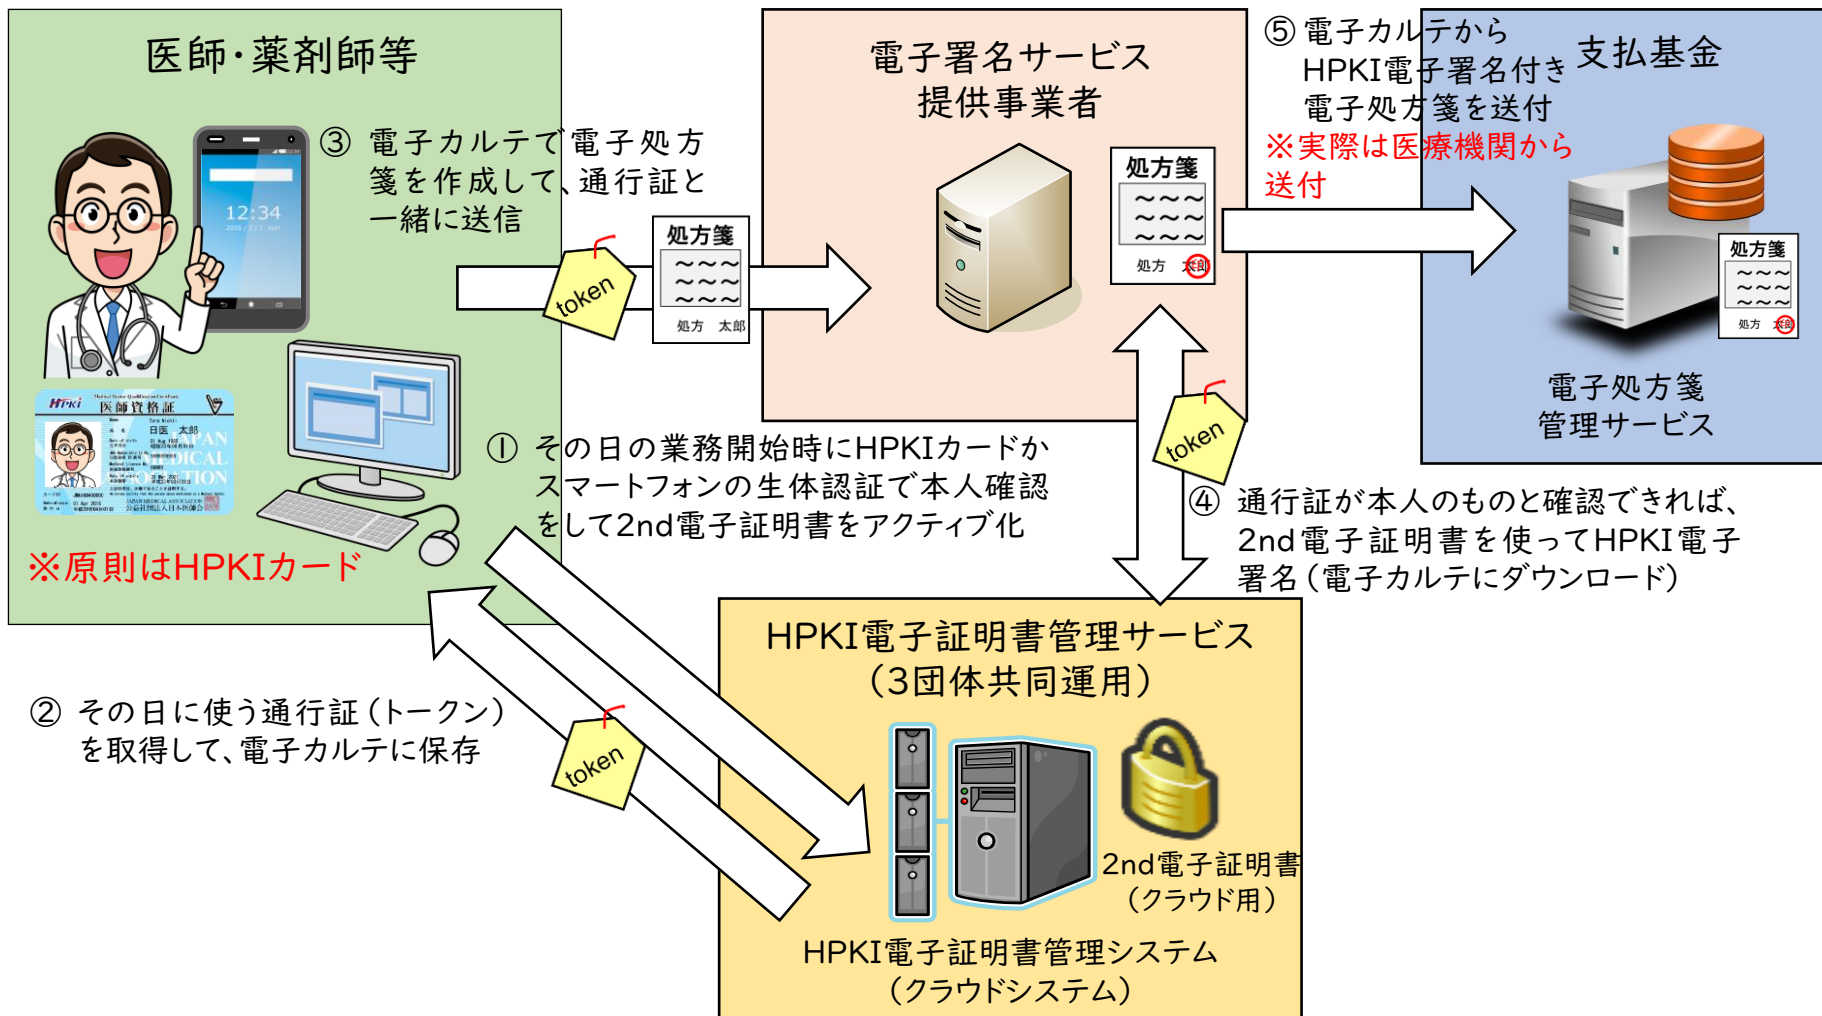 医師・薬剤師等
12:34
③ 電子カルテで電子処方
箋を作成して、通行証と
一緒に送信
token
処方箋
～～～
～～～
～～～
処方 太郎
HPKI
医師資格証
日医 太郎
※原則はHPKIカード
① その日の業務開始時にHPKIカードか
スマートフォンの生体認証で本人確認
をして2nd電子証明書をアクティブ化
② その日に使う通行証（トークン）
を取得して、電子カルテに保存
token
電子署名サービス
提供事業者
処方箋
～～～
～～～
～～～
処方 太郎
token
④ 通行証が本人のものと確認できれば、
2nd電子証明書を使ってHPKI電子
署名（電子カルテにダウンロード）
⑤ 電子カルテから
HPKI電子署名付き
電子処方箋を送付
※実際は医療機関から
送付
支払基金
処方箋
～～～
～～～
～～～
処方 太郎
電子処方箋
管理サービス
HPKI電子証明書管理サービス
（3団体共同運用）
2nd電子証明書
（クラウド用）
HPKI電子証明書管理システム
（クラウドシステム）